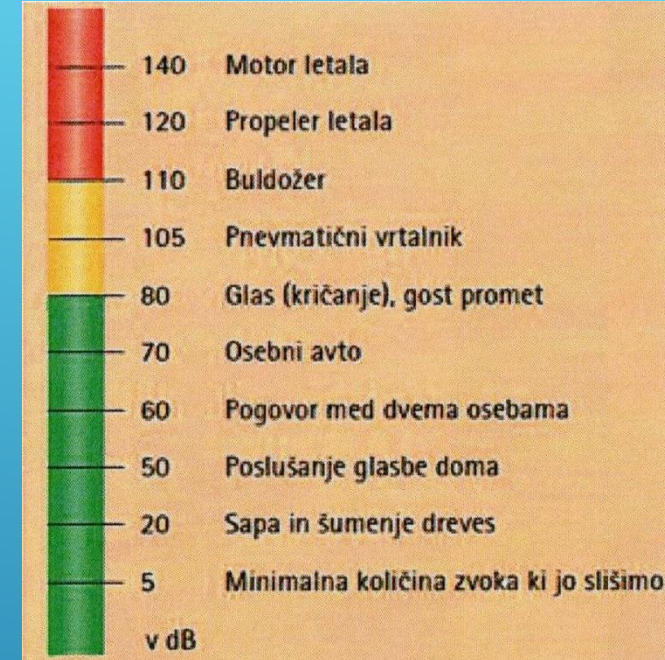 140 Motor letala
120 Propeler letala
110 Buldožer
105 Pnevmatični vrtalnik
80 Glas (kričanje), gost promet
70 Osebni avto
60 Pogovor med dvema osebama
50 Poslušanje glasbe doma
20 Sapa in šumenje dreves
5 Minimalna količina zvoka ki jo slišimo
v dB